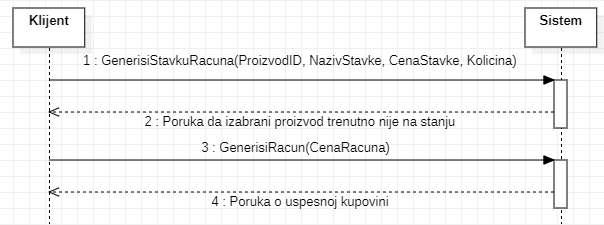 Klijent
Sistem
1 : GenerisiStavkuRacuna(ProizvodID, NazivStavke, CenaStavke, Kolicina)
2 : Poruka da izabrani proizvod trenutno nije na stanju
3 : GenerisiRacun(CenaRacuna)
4 : Poruka o uspesnoj kupovini